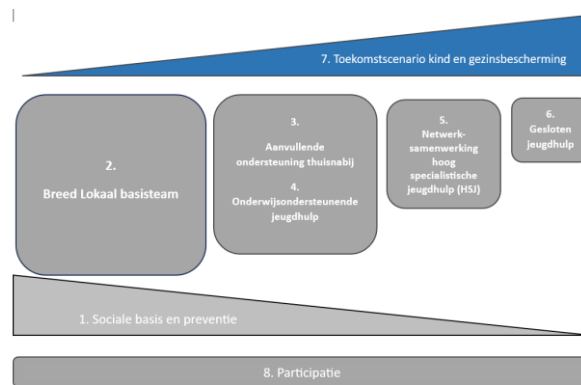 7. Toekomstscenario kind en gezinsbescherming
2.
Breed Lokaal basisteam
3.
Aanvullende
ondersteuning thuisnabij
4.
Onderwijsondersteunende
jeugdhulp
5.
Netwerk-
samenwerking
hoog
specialistische
jeugdhulp (HSJ)
6.
Gesloten
jeugdhulp
1. Sociale basis en preventie
8. Participatie